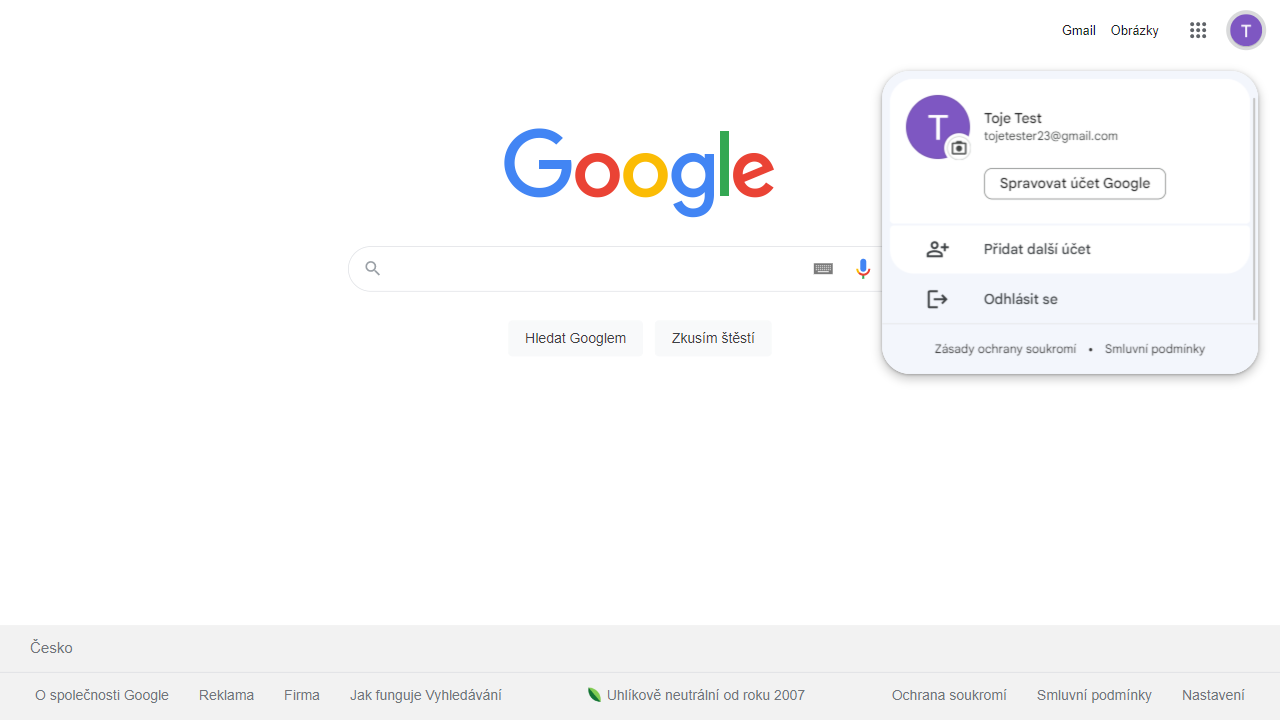 Gmail Obrázky T
T Toje Test
tojetester23@gmail.com
Spravovat účet Google
Přidat další účet
Odhlásit se
Zásady ochrany soukromí • Smluvní podmínky
Google
Hledat Googlem Zkusím štěstí
Česko
O společnosti Google Reklama Firma Jak funguje Vyhledávání Uhlíkově neutrální od roku 2007 Ochrana soukromí Smluvní podmínky Nastavení